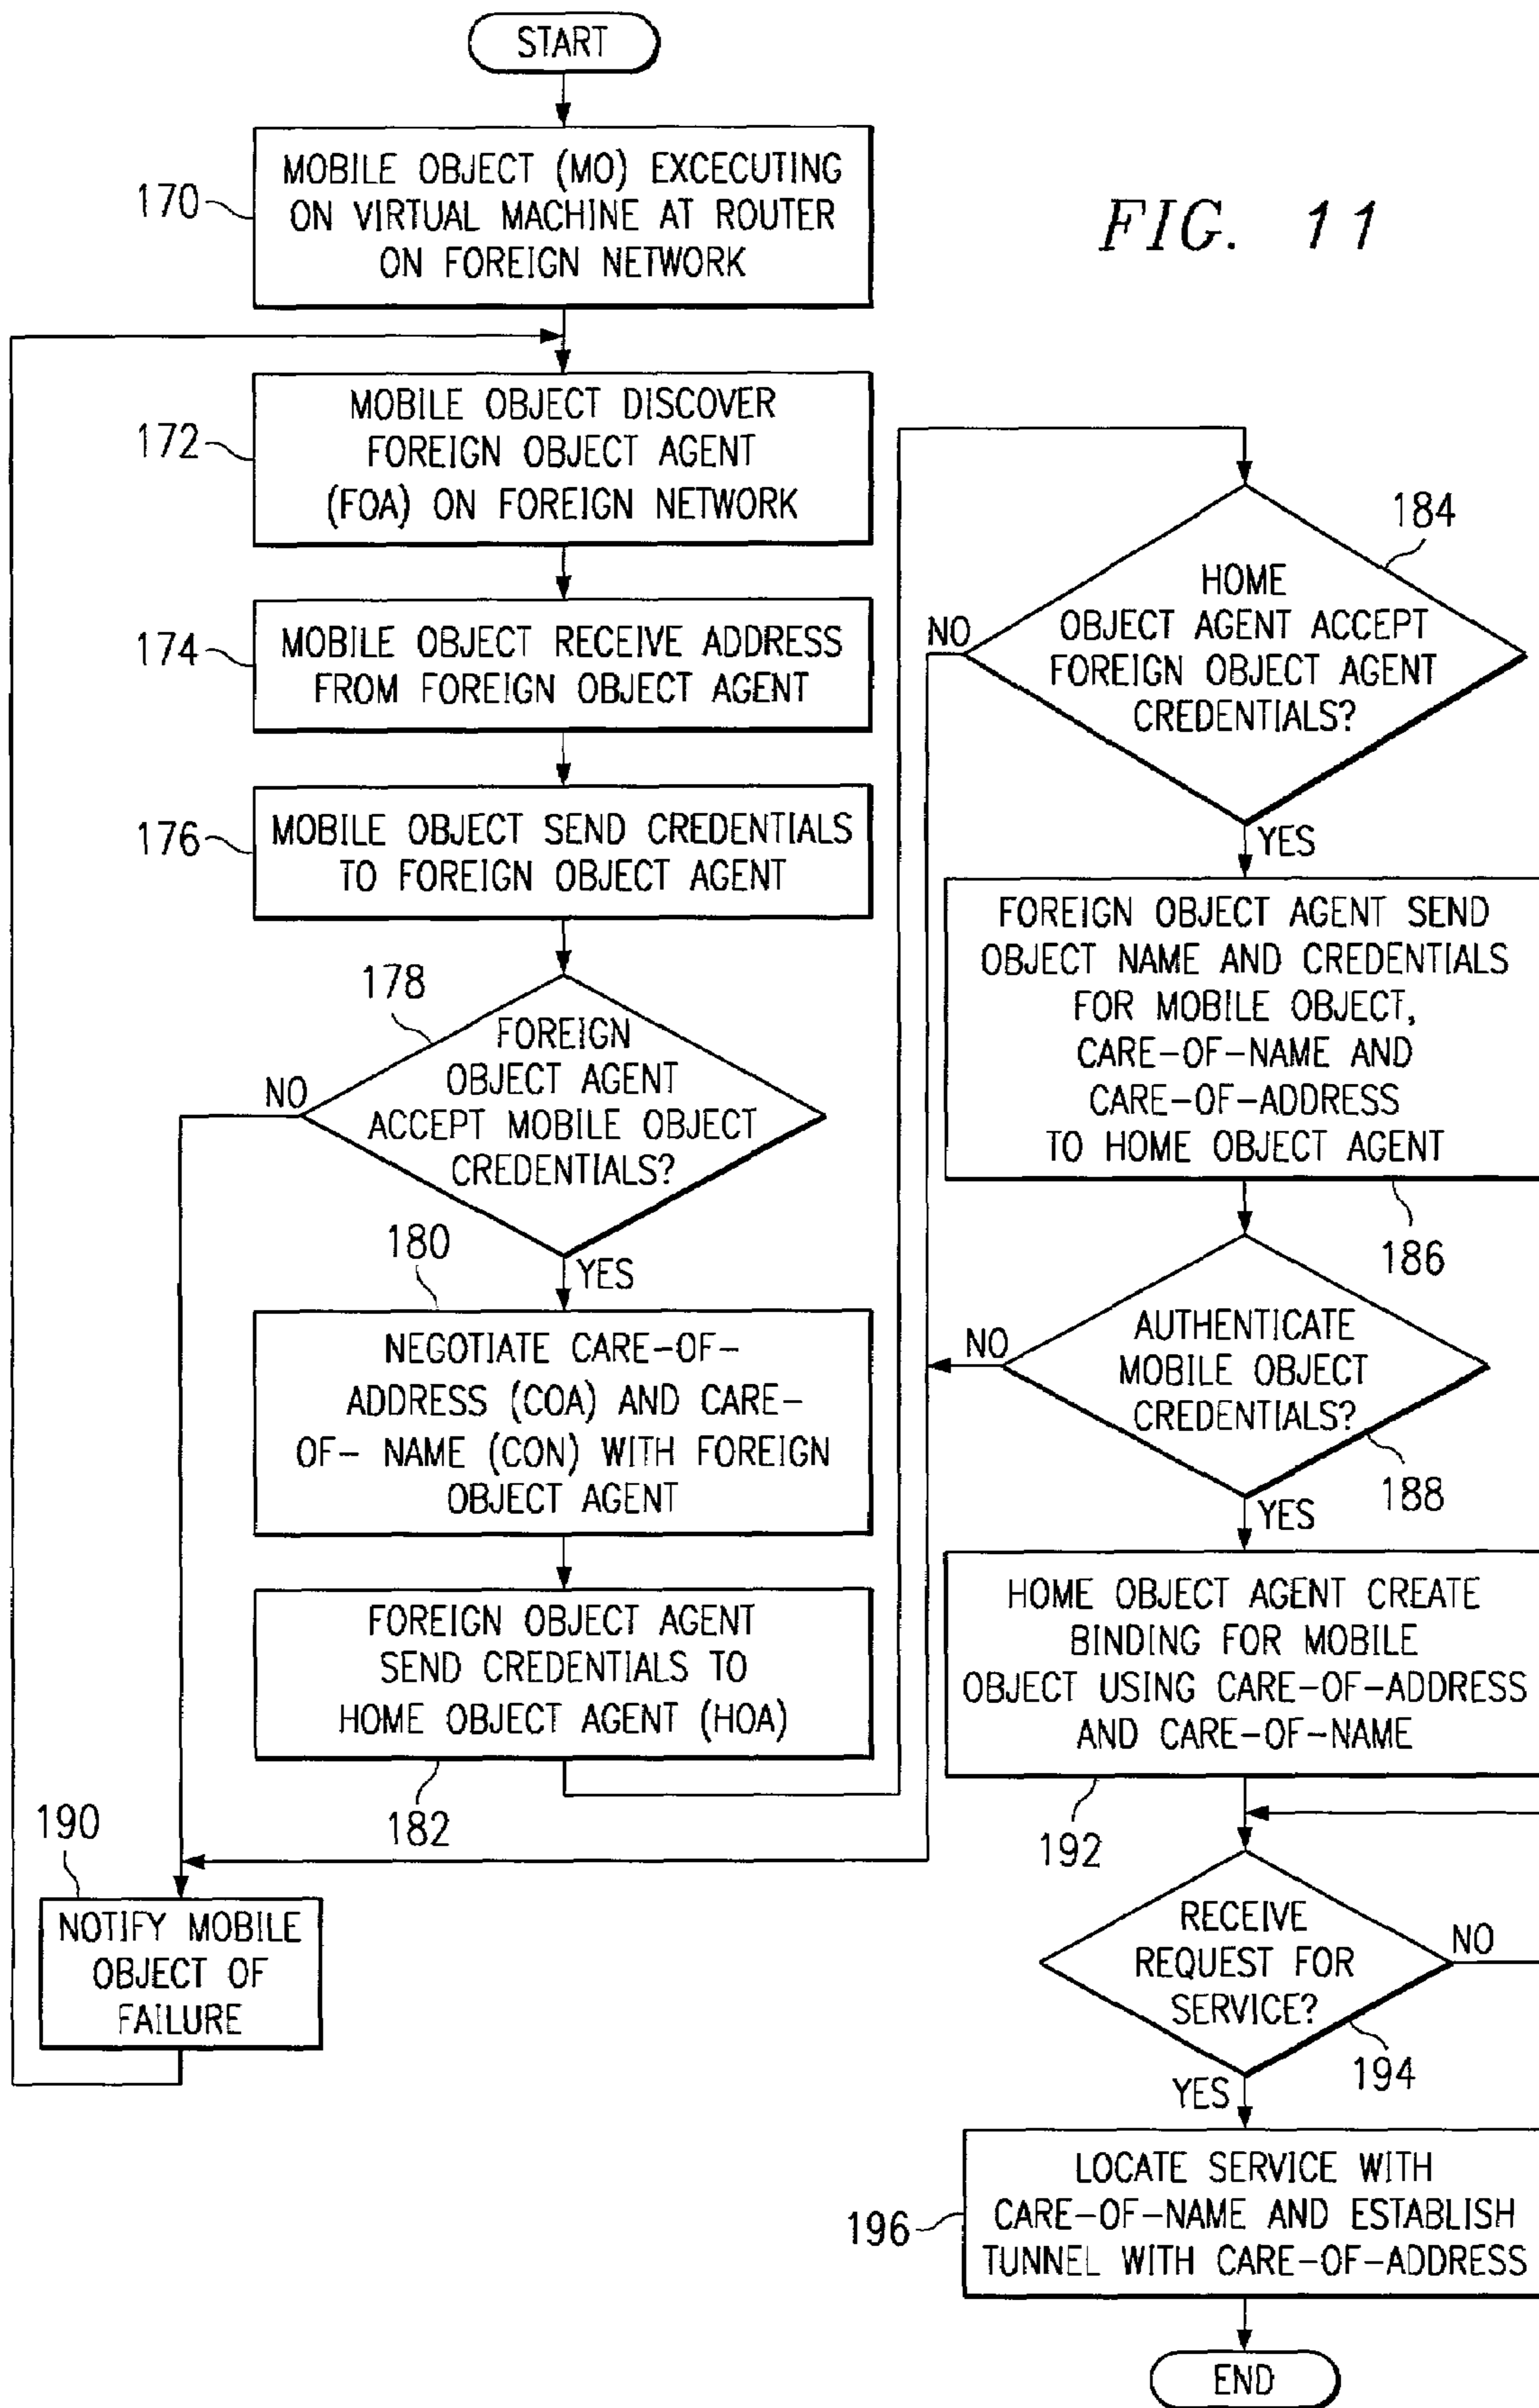 START
170
MOBILE OBJECT (MO) EXCECUTING
ON VIRTUAL MACHINE AT ROUTER
ON FOREIGN NETWORK
FIG. 11
172
MOBILE OBJECT DISCOVER
FOREIGN OBJECT AGENT
(FOA) ON FOREIGN NETWORK
174
MOBILE OBJECT RECEIVE ADDRESS
FROM FOREIGN OBJECT AGENT
176
MOBILE OBJECT SEND CREDENTIALS
TO FOREIGN OBJECT AGENT
178
FOREIGN
OBJECT AGENT
ACCEPT MOBILE OBJECT
CREDENTIALS?
NO
YES
180
NEGOTIATE CARE-OF-
ADDRESS (COA) AND CARE-
OF- NAME (CON) WITH FOREIGN
OBJECT AGENT
FOREIGN OBJECT AGENT
SEND CREDENTIALS TO
HOME OBJECT AGENT (HOA)
182
190
NOTIFY MOBILE
OBJECT OF
FAILURE
184
HOME
OBJECT AGENT ACCEPT
FOREIGN OBJECT AGENT
CREDENTIALS?
NO
YES
FOREIGN OBJECT AGENT SEND
OBJECT NAME AND CREDENTIALS
FOR MOBILE OBJECT,
CARE-OF-NAME AND
CARE-OF-ADDRESS
TO HOME OBJECT AGENT
186
AUTHENTICATE
MOBILE OBJECT
CREDENTIALS?
NO
188
YES
HOME OBJECT AGENT CREATE
BINDING FOR MOBILE
OBJECT USING CARE-OF-ADDRESS
AND CARE-OF-NAME
192
RECEIVE
REQUEST FOR
SERVICE?
NO
194
YES
196
LOCATE SERVICE WITH
CARE-OF-NAME AND ESTABLISH
TUNNEL WITH CARE-OF-ADDRESS
END